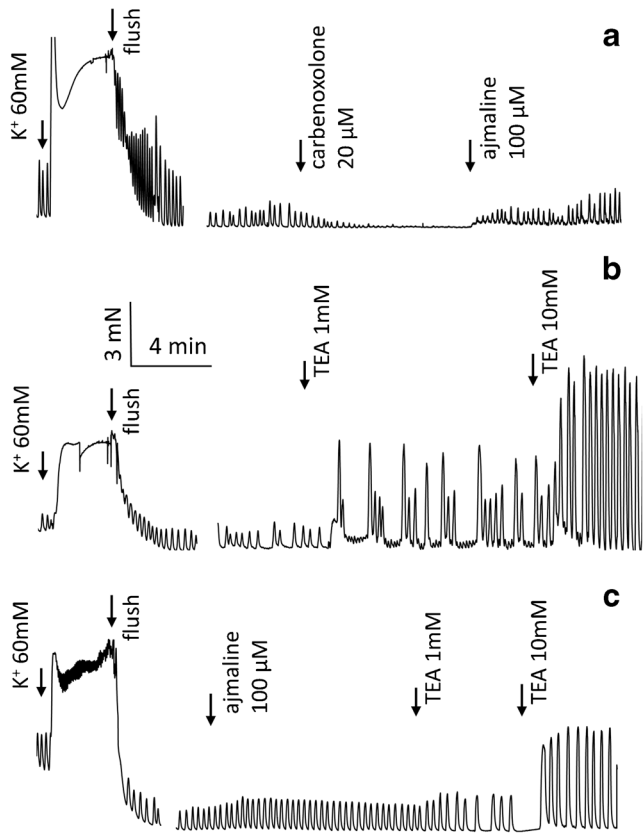 a
K⁺ 60mM
flush
carbenoxolone
20 µM
ajmaline
100 µM
b
3 mN
4 min
K⁺ 60mM
flush
TEA 1mM
TEA 10mM
c
K⁺ 60mM
flush
ajmaline
100 µM
TEA 1mM
TEA 10mM